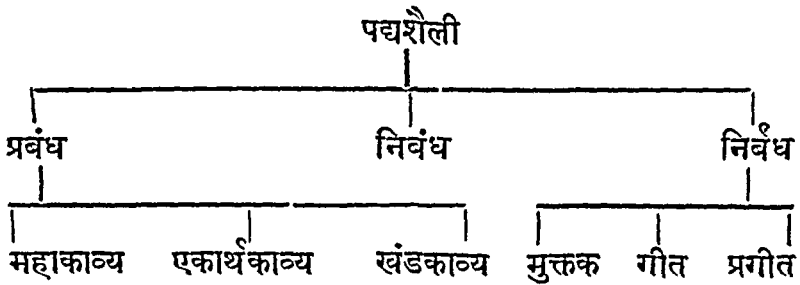 पद्यशैली
प्रबंध निबंध निर्बंध
महाकाव्य एकार्थकाव्य खंडकाव्य मुक्तक गीत प्रगीत